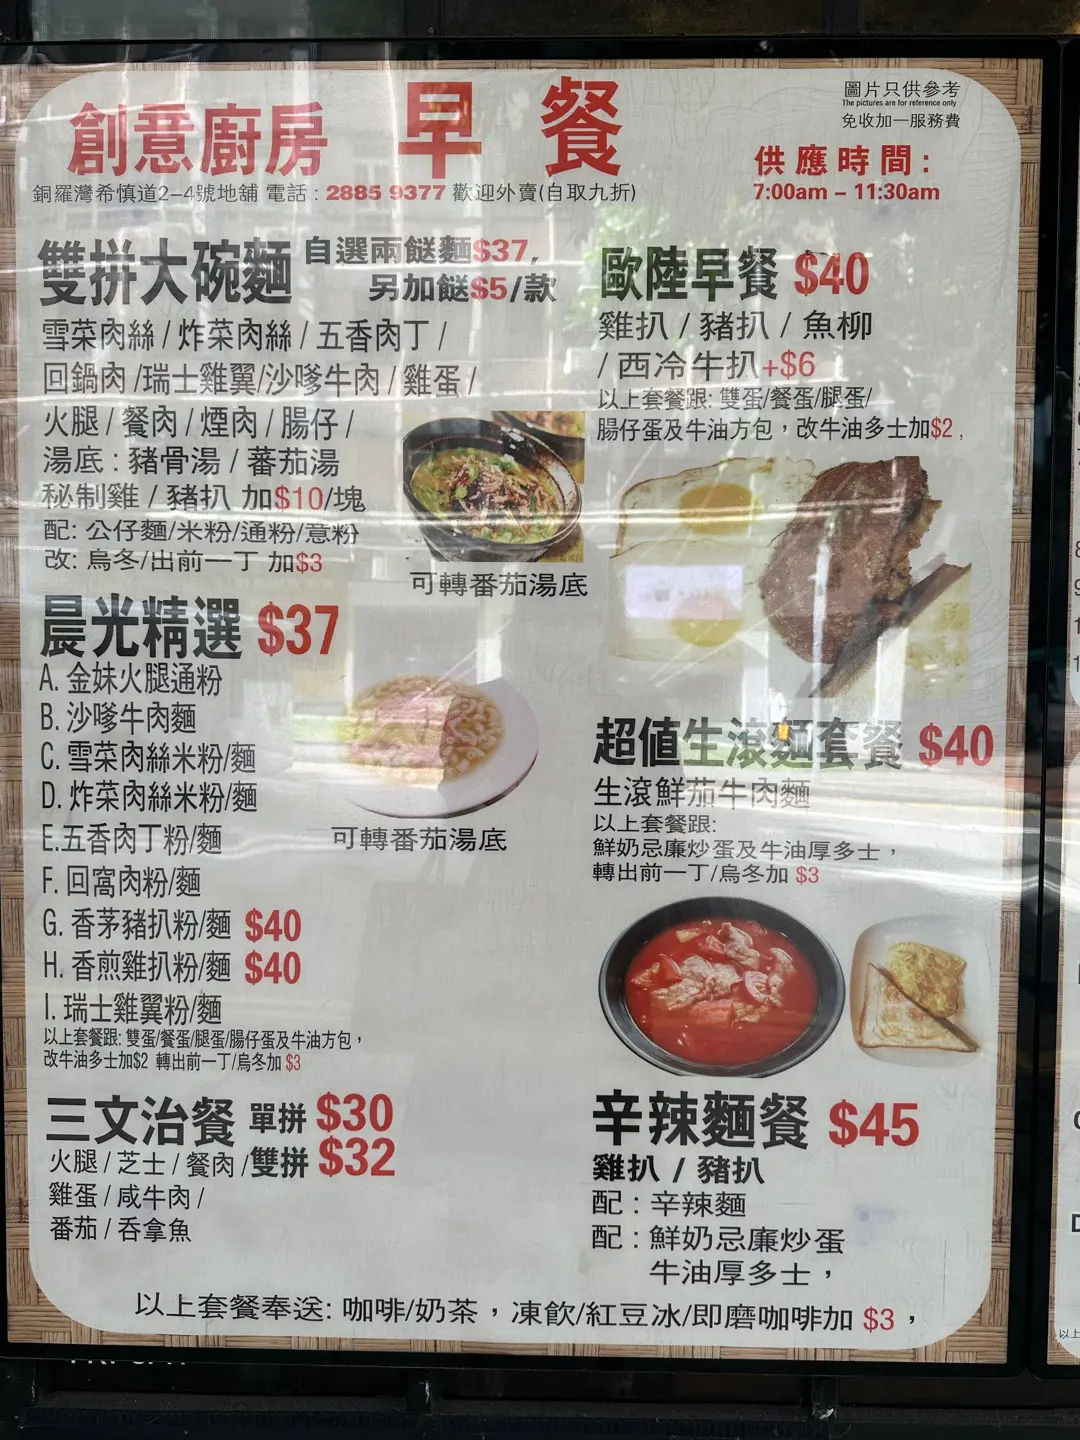 創意廚房 早餐
圖片只供參考
The pictures are for reference only
免收加一服務費
銅羅灣希慎道2-4號地舖 電話 : 2885 9377 歡迎外賣(自取九折)
供應時間 :
7:00am – 11:30am
雙拼大碗麵 自選兩餸麵$37,
另加餸$5/款
雪菜肉絲 / 炸菜肉絲 / 五香肉丁 /
回鍋肉 /瑞士雞翼/沙嗲牛肉 / 雞蛋 /
火腿 / 餐肉 / 煙肉 / 腸仔 /
湯底 : 豬骨湯 / 蕃茄湯
秘制雞 / 豬扒 加$10/塊
配: 公仔麵/米粉/通粉/意粉
改: 烏冬/出前一丁 加$3
可轉番茄湯底
晨光精選 $37
A. 金妹火腿通粉
B. 沙嗲牛肉麵
C. 雪菜肉絲米粉/麵
D. 炸菜肉絲米粉/麵
E.五香肉丁粉/麵
F. 回窩肉粉/麵
G. 香茅豬扒粉/麵 $40
H. 香煎雞扒粉/麵 $40
I. 瑞士雞翼粉/麵
以上套餐跟: 雙蛋/餐蛋/腿蛋/腸仔蛋及牛油方包，
改牛油多士加$2 轉出前一丁/烏冬加 $3
可轉番茄湯底
三文治餐 單拼 $30
火腿 / 芝士 / 餐肉 /雙拼 $32
雞蛋 / 咸牛肉 /
番茄 / 吞拿魚
歐陸早餐 $40
雞扒 / 豬扒 / 魚柳
/ 西冷牛扒+$6
以上套餐跟: 雙蛋/餐蛋/腿蛋/
腸仔蛋及牛油方包，改牛油多士加$2 ,
超值生滾麵套餐 $40
生滾鮮茄牛肉麵
以上套餐跟:
鮮奶忌廉炒蛋及牛油厚多士，
轉出前一丁/烏冬加 $3
辛辣麵餐 $45
雞扒 / 豬扒
配 : 辛辣麵
配 : 鮮奶忌廉炒蛋
牛油厚多士，
以上套餐奉送: 咖啡/奶茶，凍飲/紅豆冰/即磨咖啡加 $3，